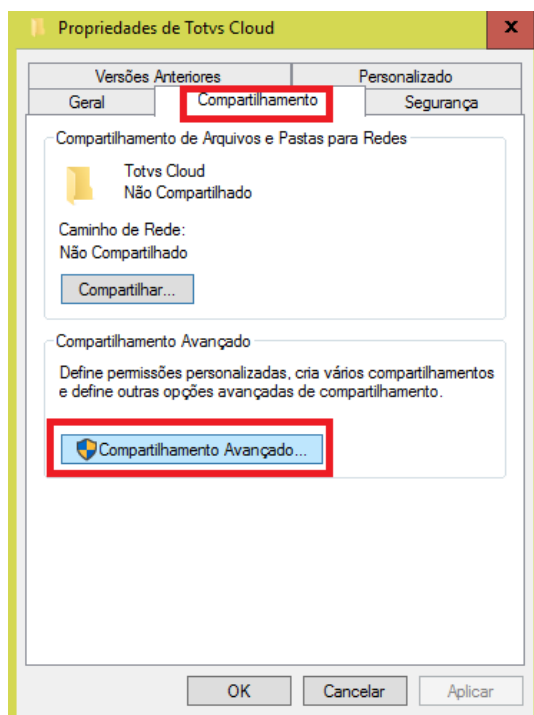 Propriedades de Totvs Cloud
x
Versões Anteriores
Personalizado
Geral
Compartilhamento
Segurança
Compartilhamento de Arquivos e Pastas para Redes
Totvs Cloud
Não Compartilhado
Caminho de Rede:
Não Compartilhado
Compartilhar...
Compartilhamento Avançado
Define permissões personalizadas, cria vários compartilhamentos
e define outras opções avançadas de compartilhamento.
Compartilhamento Avançado...
OK
Cancelar
Aplicar